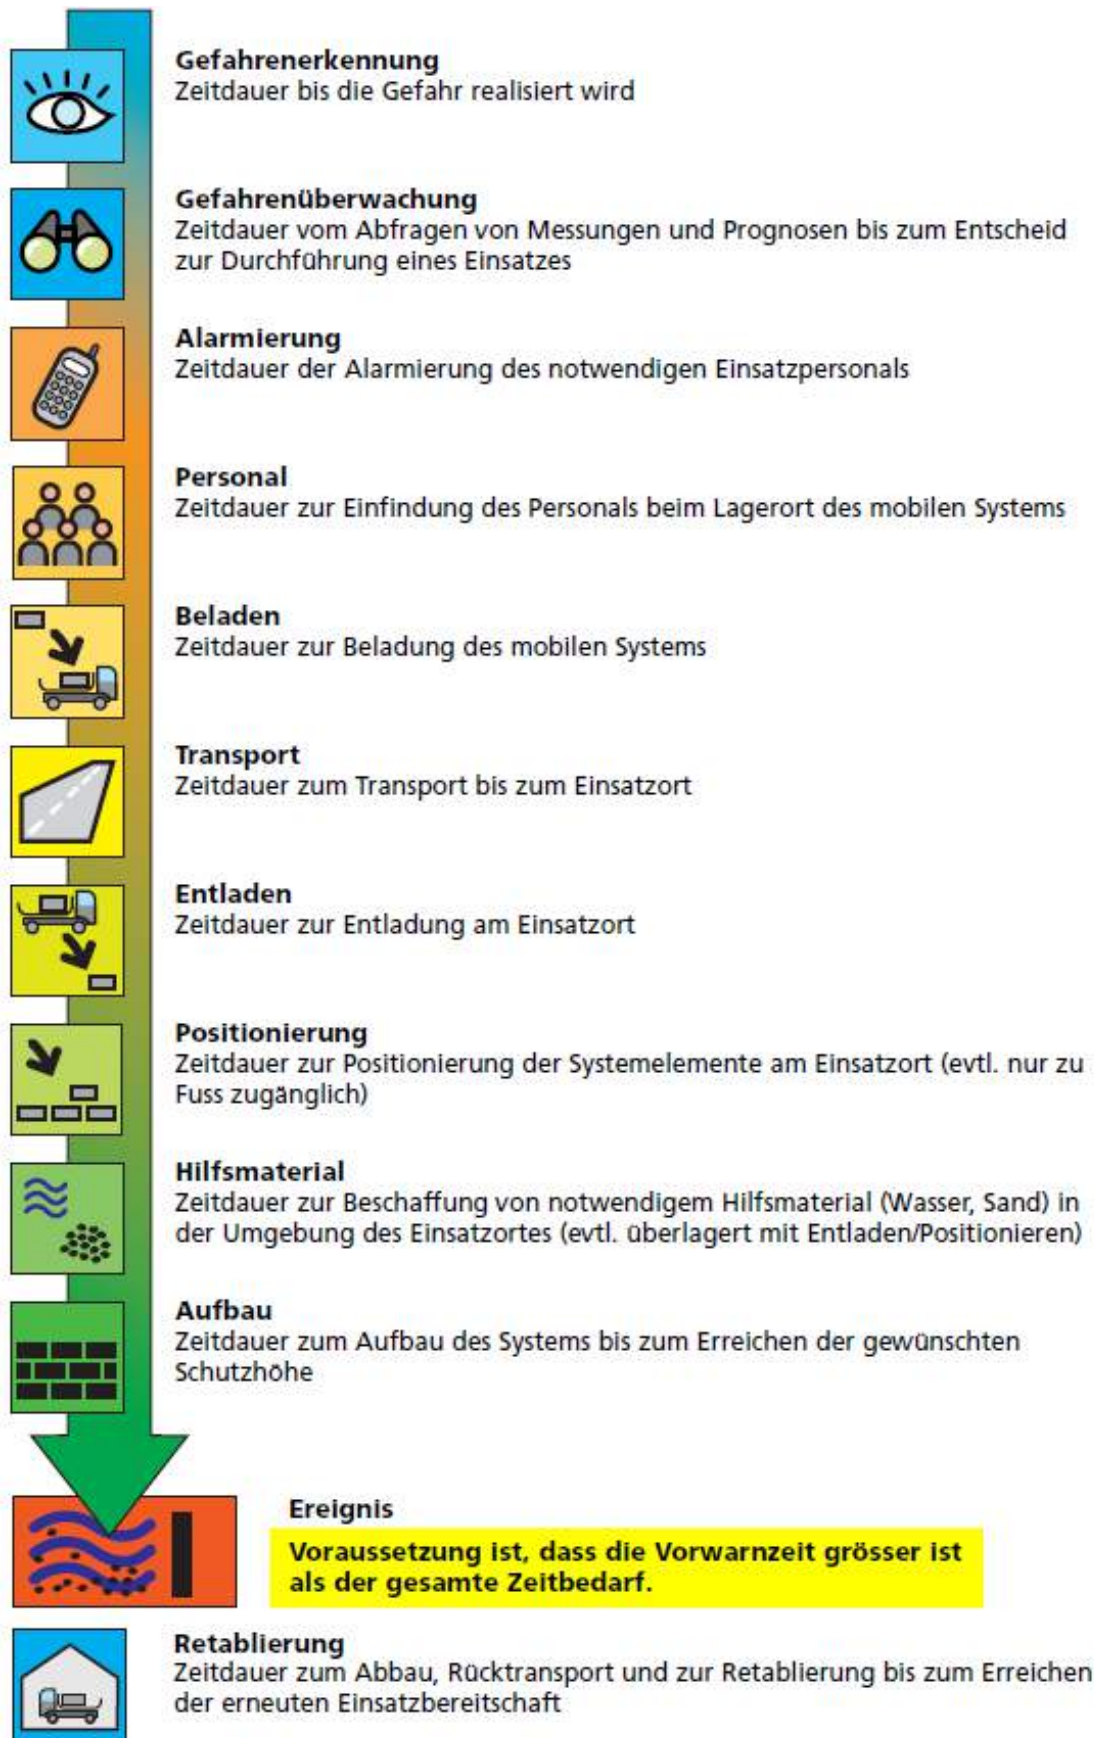 Gefahrenerkennung
Zeitdauer bis die Gefahr realisiert wird
Gefahrenüberwachung
Zeitdauer vom Abfragen von Messungen und Prognosen bis zum Entscheid
zur Durchführung eines Einsatzes
Alarmierung
Zeitdauer der Alarmierung des notwendigen Einsatzpersonals
Personal
Zeitdauer zur Einfindung des Personals beim Lagerort des mobilen Systems
Beladen
Zeitdauer zur Beladung des mobilen Systems
Transport
Zeitdauer zum Transport bis zum Einsatzort
Entladen
Zeitdauer zur Entladung am Einsatzort
Positionierung
Zeitdauer zur Positionierung der Systemelemente am Einsatzort (evtl. nur zu
Fuss zugänglich)
Hilfsmaterial
Zeitdauer zur Beschaffung von notwendigem Hilfsmaterial (Wasser, Sand) in
der Umgebung des Einsatzortes (evtl. überlagert mit Entladen/Positionieren)
Aufbau
Zeitdauer zum Aufbau des Systems bis zum Erreichen der gewünschten
Schutzhöhe
Ereignis
Voraussetzung ist, dass die Vorwarnzeit grösser ist
als der gesamte Zeitbedarf.
Retablierung
Zeitdauer zum Abbau, Rücktransport und zur Retablierung bis zum Erreichen
der erneuten Einsatzbereitschaft